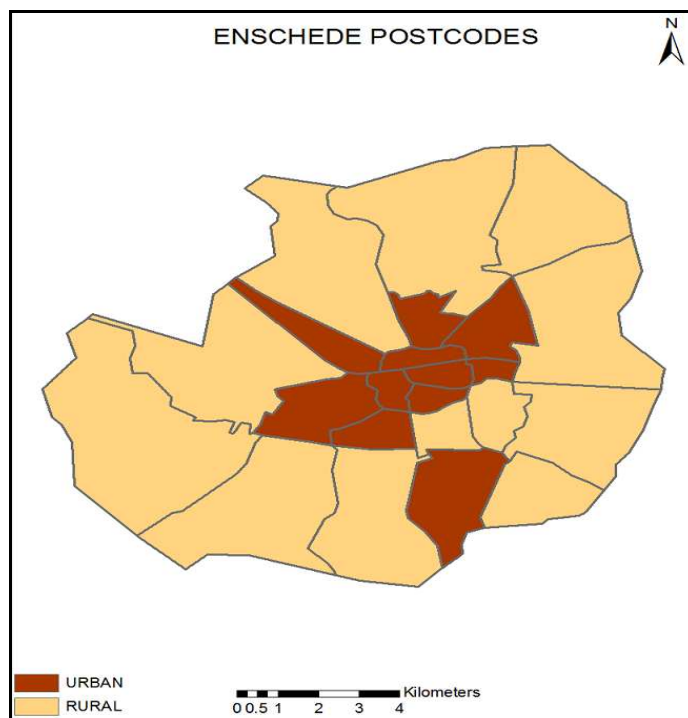 ENSCHEDE POSTCODES
N
URBAN
RURAL
Kilometers
0 0.5 1 2 3 4